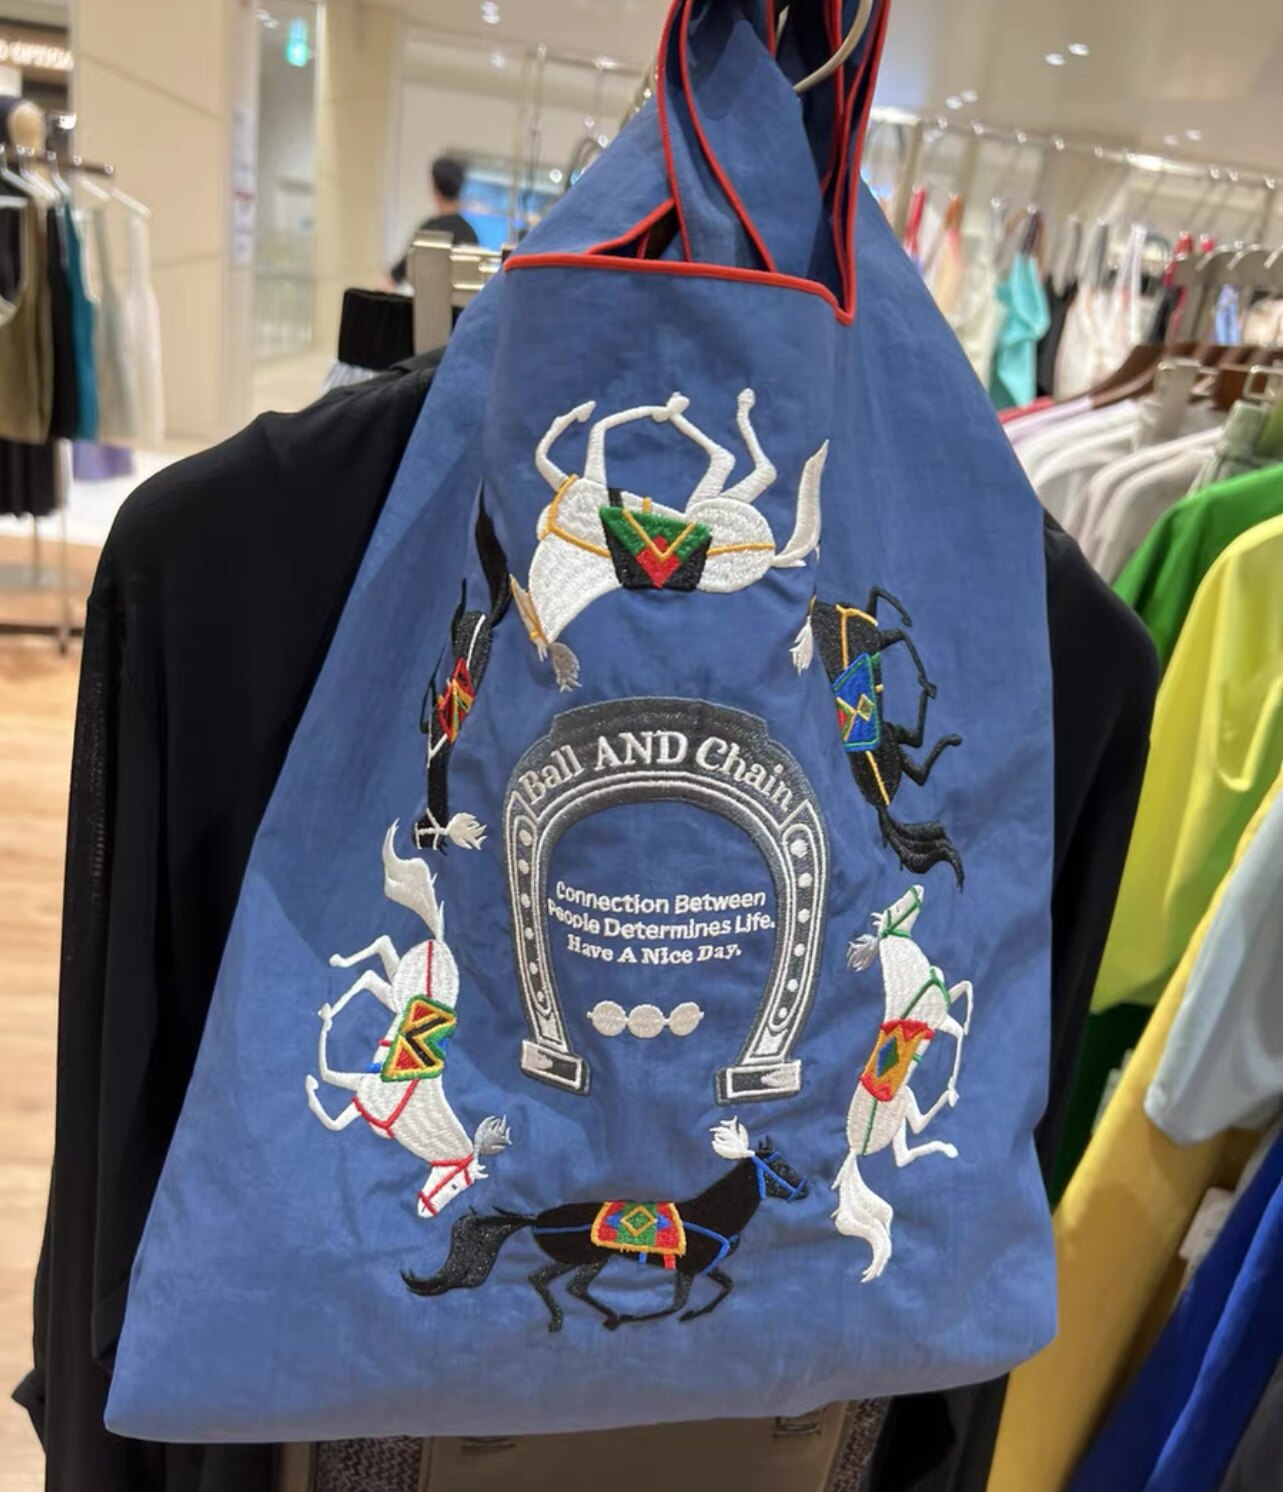 Ball AND Chain
Connection Between
People Determines Life.
Have A Nice Day.